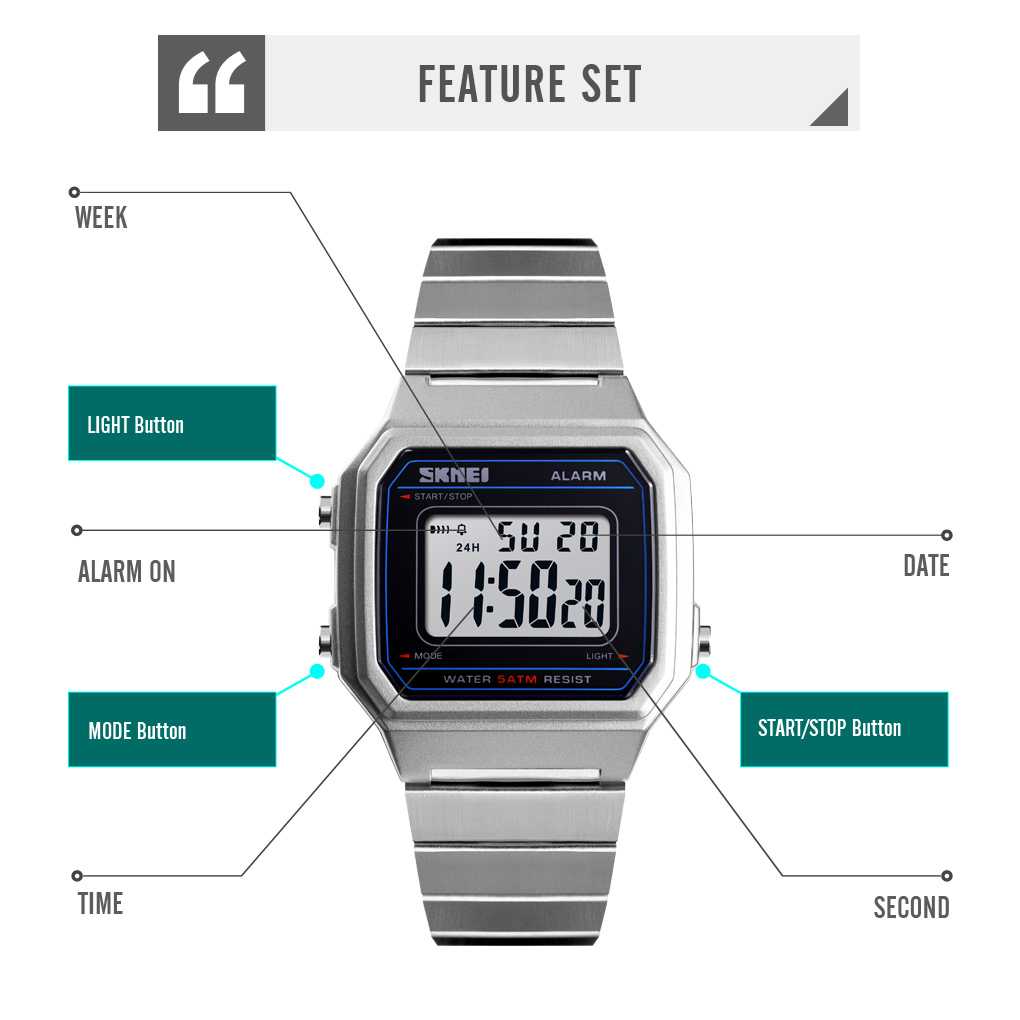 “
FEATURE SET
WEEK
LIGHT Button
SKMEI
ALARM
START/STOP
24H
SU 20
11:50 20
ALARM ON
DATE
MODE
LIGHT
WATER 5ATM RESIST
MODE Button
START/STOP Button
TIME
SECOND